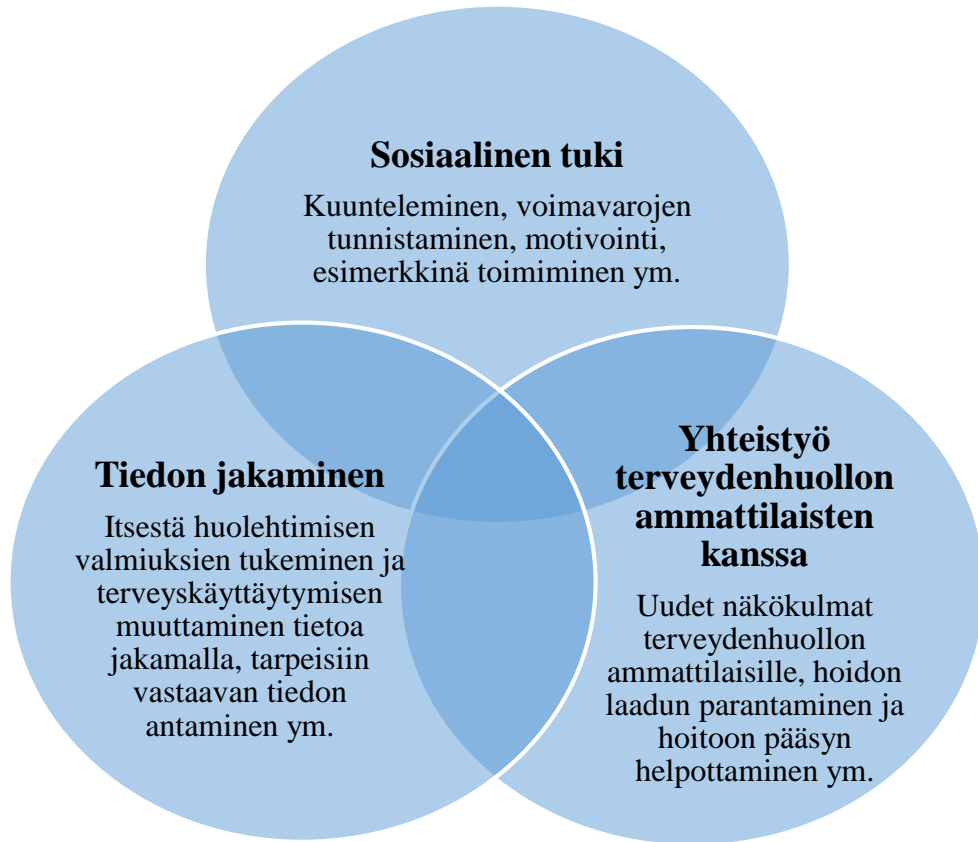 Sosiaalinen tuki
Kuunteleminen, voimavarojen
tunnistaminen, motivointi,
esimerkkinä toimiminen ym.
Tiedon jakaminen
Itsestä huolehtimisen
valmiuksien tukeminen ja
terveyskäyttäytymisen
muuttaminen tietoa
jakamalla, tarpeisiin
vastaavan tiedon
antaminen ym.
Yhteistyö
terveydenhuollon
ammattilaisten
kanssa
Uudet näkökulmat
terveydenhuollon
ammattilaisille, hoidon
laadun parantaminen ja
hoitoon pääsyn
helpottaminen ym.